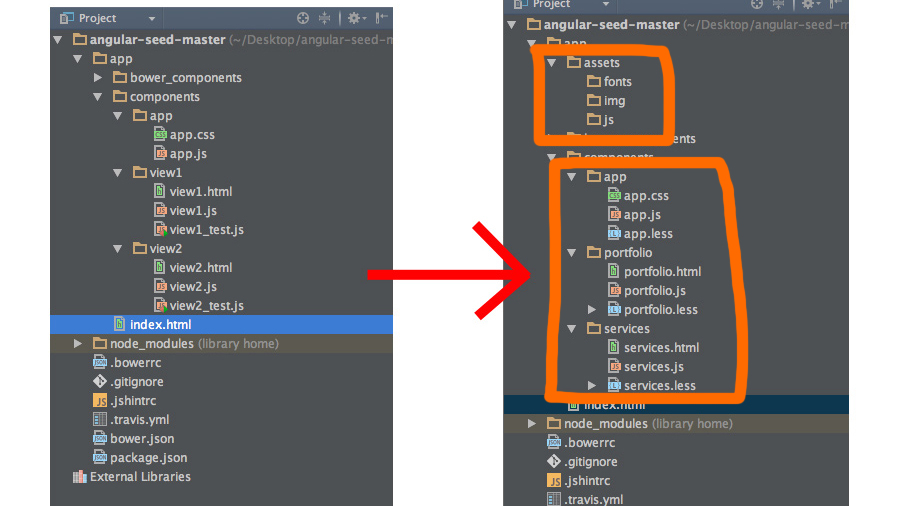 Project
angular-seed-master (~/Desktop/angular-seed-m
app
bower_components
components
app
app.css
app.js
view1
view1.html
view1.js
view1_test.js
view2
view2.html
view2.js
view2_test.js
index.html
node_modules (library home)
.bowerrc
.gitignore
.jshintrc
.travis.yml
bower.json
package.json
External Libraries
Project
angular-seed-master (~/Desktop/angular-seed-m
app
assets
fonts
img
js
components
app
app.css
app.js
app.less
portfolio
portfolio.html
portfolio.js
portfolio.less
services
services.html
services.js
services.less
index.html
node_modules (library home)
.bowerrc
.gitignore
.jshintrc
.travis.yml